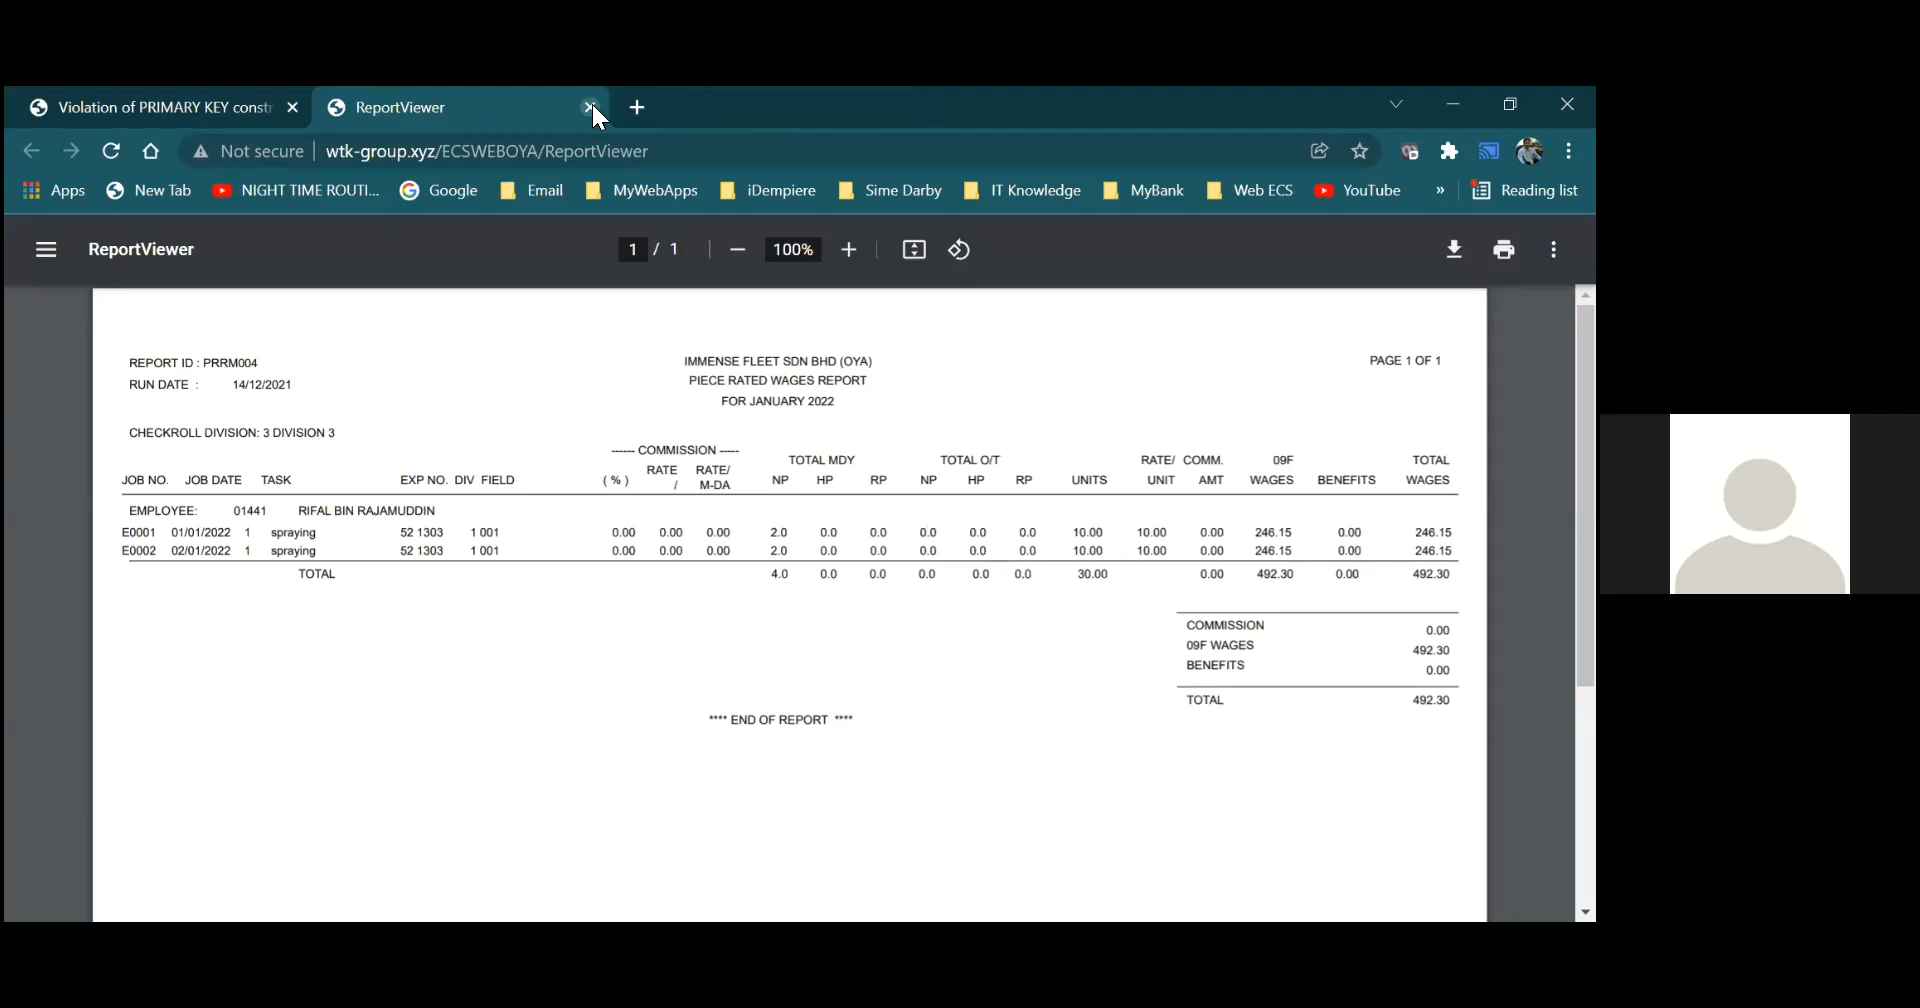 Violation of PRIMARY KEY constr
ReportViewer
Not secure
wtk-group.xyz/ECSWEBOYA/ReportViewer
Apps New Tab NIGHT TIME ROUTI... Google Email MyWebApps iDempiere Sime Darby IT Knowledge MyBank Web ECS YouTube » Reading list
ReportViewer 1 / 1 100%
REPORT ID : PRRM004 IMMENSE FLEET SDN BHD (OYA) PAGE 1 OF 1
RUN DATE : 14/12/2021 PIECE RATED WAGES REPORT
FOR JANUARY 2022
CHECKROLL DIVISION: 3 DIVISION 3
------ COMMISSION -----
TOTAL MDY TOTAL O/T RATE/ COMM. 09F TOTAL
RATE RATE/
JOB NO. JOB DATE TASK EXP NO. DIV FIELD ( % ) / M-DA NP HP RP NP HP RP UNITS UNIT AMT WAGES BENEFITS WAGES
EMPLOYEE: 01441 RIFAL BIN RAJAMUDDIN
E0001 01/01/2022 1 spraying 52 1303 1 001 0.00 0.00 0.00 2.0 0.0 0.0 0.0 0.0 0.0 10.00 10.00 0.00 246.15 0.00 246.15
E0002 02/01/2022 1 spraying 52 1303 1 001 0.00 0.00 0.00 2.0 0.0 0.0 0.0 0.0 0.0 10.00 10.00 0.00 246.15 0.00 246.15
TOTAL 4.0 0.0 0.0 0.0 0.0 0.0 30.00 0.00 492.30 0.00 492.30
COMMISSION 0.00
09F WAGES 492.30
BENEFITS 0.00
TOTAL 492.30
**** END OF REPORT ****